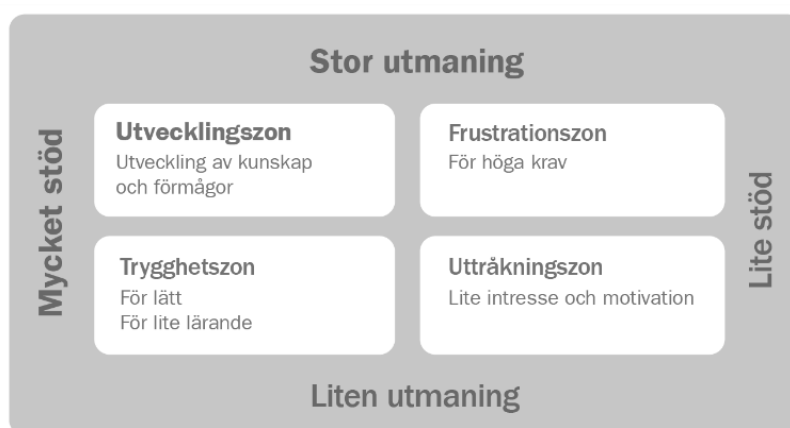 Stor utmaning
Mycket stöd
Utvecklingszon
Utveckling av kunskap
och förmågor
Frustrationszon
För höga krav
Lite stöd
Trygghetszon
För lätt
För lite lärande
Uttråkningszon
Lite intresse och motivation
Liten utmaning